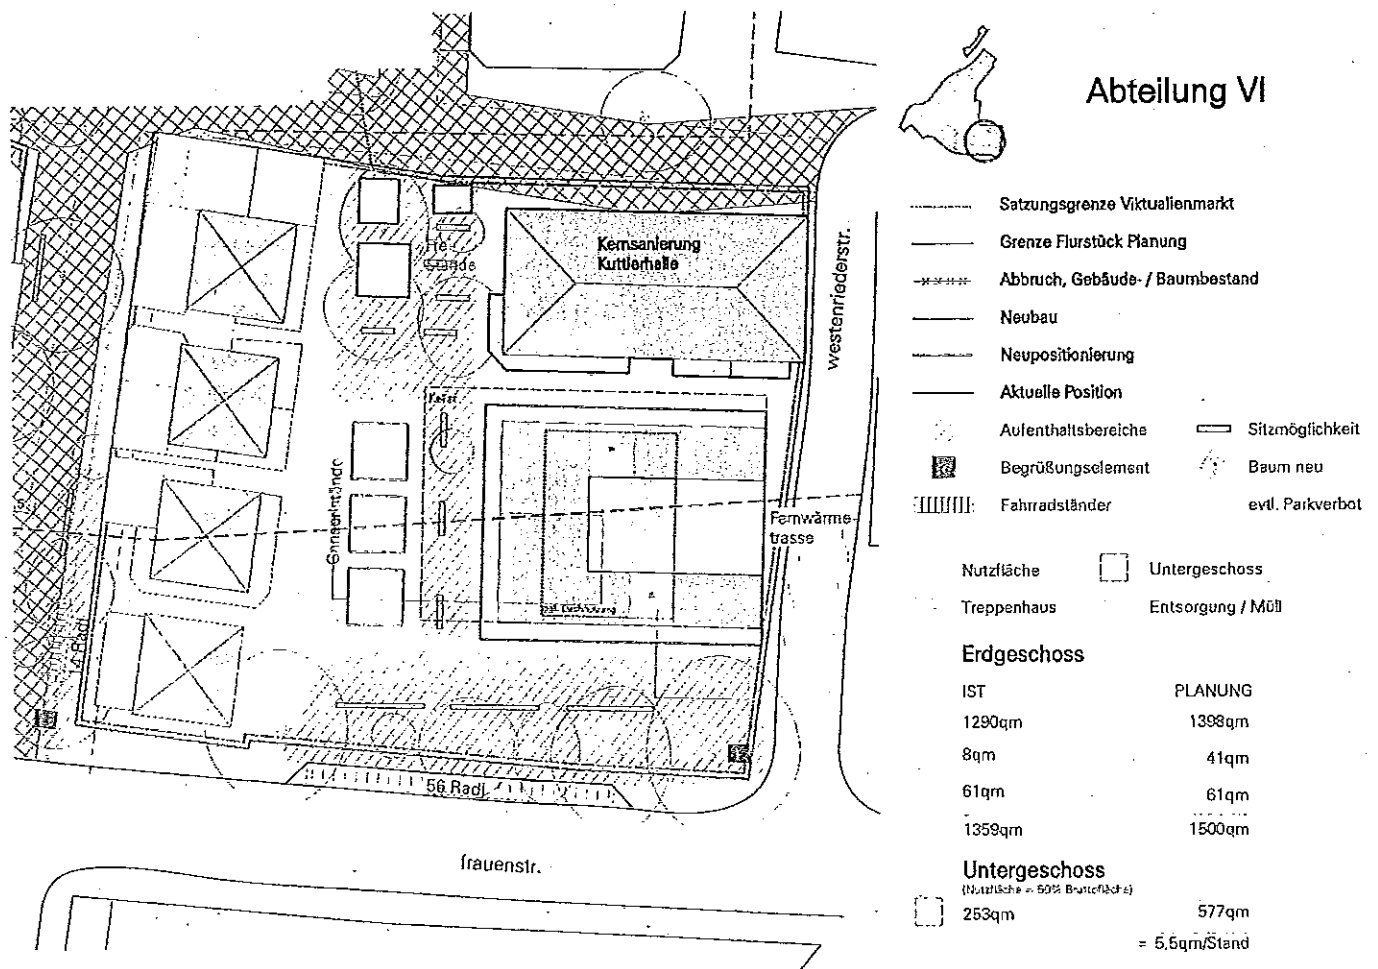 Abteilung VI
Satzungsgrenze Viktualienmarkt
Grenze Flurstück Planung
Abbruch, Gebäude- / Baumbestand
Neubau
Neupositionierung
Aktuelle Position
Aufenthaltsbereiche
Sitzmöglichkeit
Begrüßungselement
Baum neu
Fahrradständer
evtl. Parkverbot
Nutzfläche
Untergeschoss
Treppenhaus
Entsorgung / Müll
Erdgeschoss
IST PLANUNG
1290qm 1398qm
8qm 41qm
61qm 61qm
1359qm 1500qm
Untergeschoss
(Nutzfläche = 50% Bruttofläche)
253qm 577qm
= 5,5qm/Stand
Kernsanierung
Kuttlerhalle
westenriederstr.
Stände
Fernwärme-
trasse
56 Radl
frauenstr.